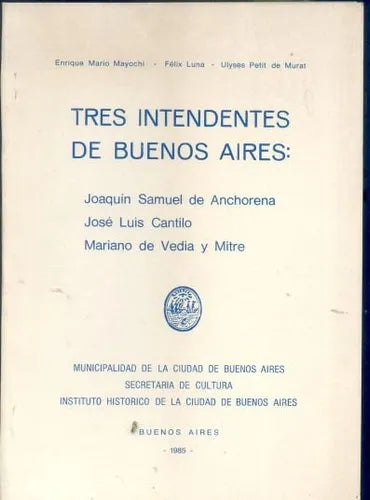 Enrique Mario Mayochi - Félix Luna - Ulyses Petit de Murat
TRES INTENDENTES
DE BUENOS AIRES:
Joaquín Samuel de Anchorena
José Luis Cantilo
Mariano de Vedia y Mitre
MUNICIPALIDAD DE LA CIUDAD DE BUENOS AIRES
SECRETARIA DE CULTURA
INSTITUTO HISTORICO DE LA CIUDAD DE BUENOS AIRES
BUENOS AIRES
- 1985 -